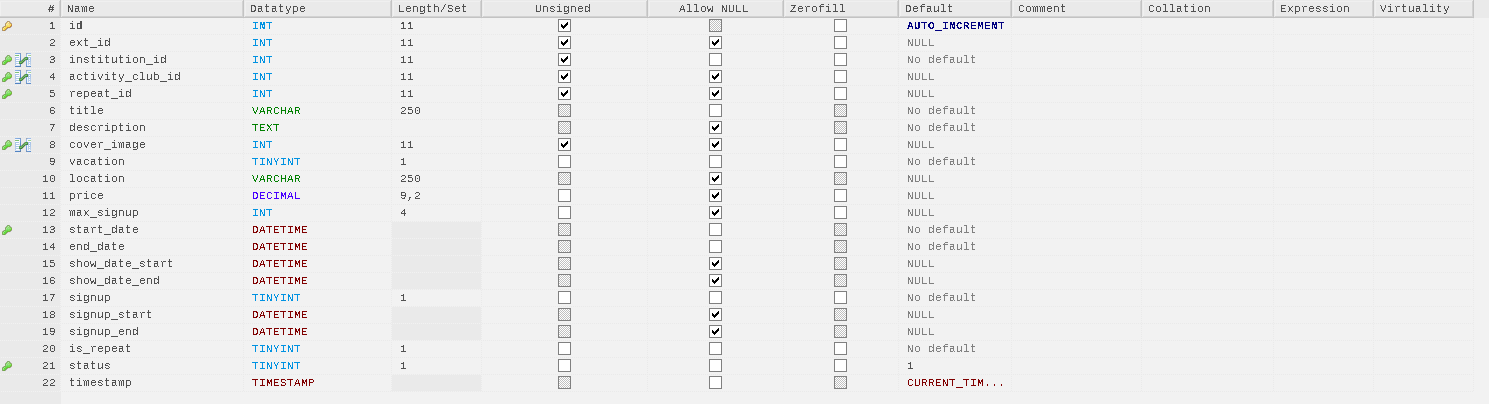 # Name Datatype Length/Set Unsigned Allow NULL Zerofill Default Comment Collation Expression Virtuality
1 id INT 11 AUTO_INCREMENT
2 ext_id INT 11 NULL
3 institution_id INT 11 No default
4 activity_club_id INT 11 NULL
5 repeat_id INT 11 NULL
6 title VARCHAR 250 No default
7 description TEXT No default
8 cover_image INT 11 NULL
9 vacation TINYINT 1 No default
10 location VARCHAR 250 NULL
11 price DECIMAL 9,2 NULL
12 max_signup INT 4 NULL
13 start_date DATETIME No default
14 end_date DATETIME No default
15 show_date_start DATETIME NULL
16 show_date_end DATETIME NULL
17 signup TINYINT 1 No default
18 signup_start DATETIME NULL
19 signup_end DATETIME NULL
20 is_repeat TINYINT 1 No default
21 status TINYINT 1 1
22 timestamp TIMESTAMP CURRENT_TIM...